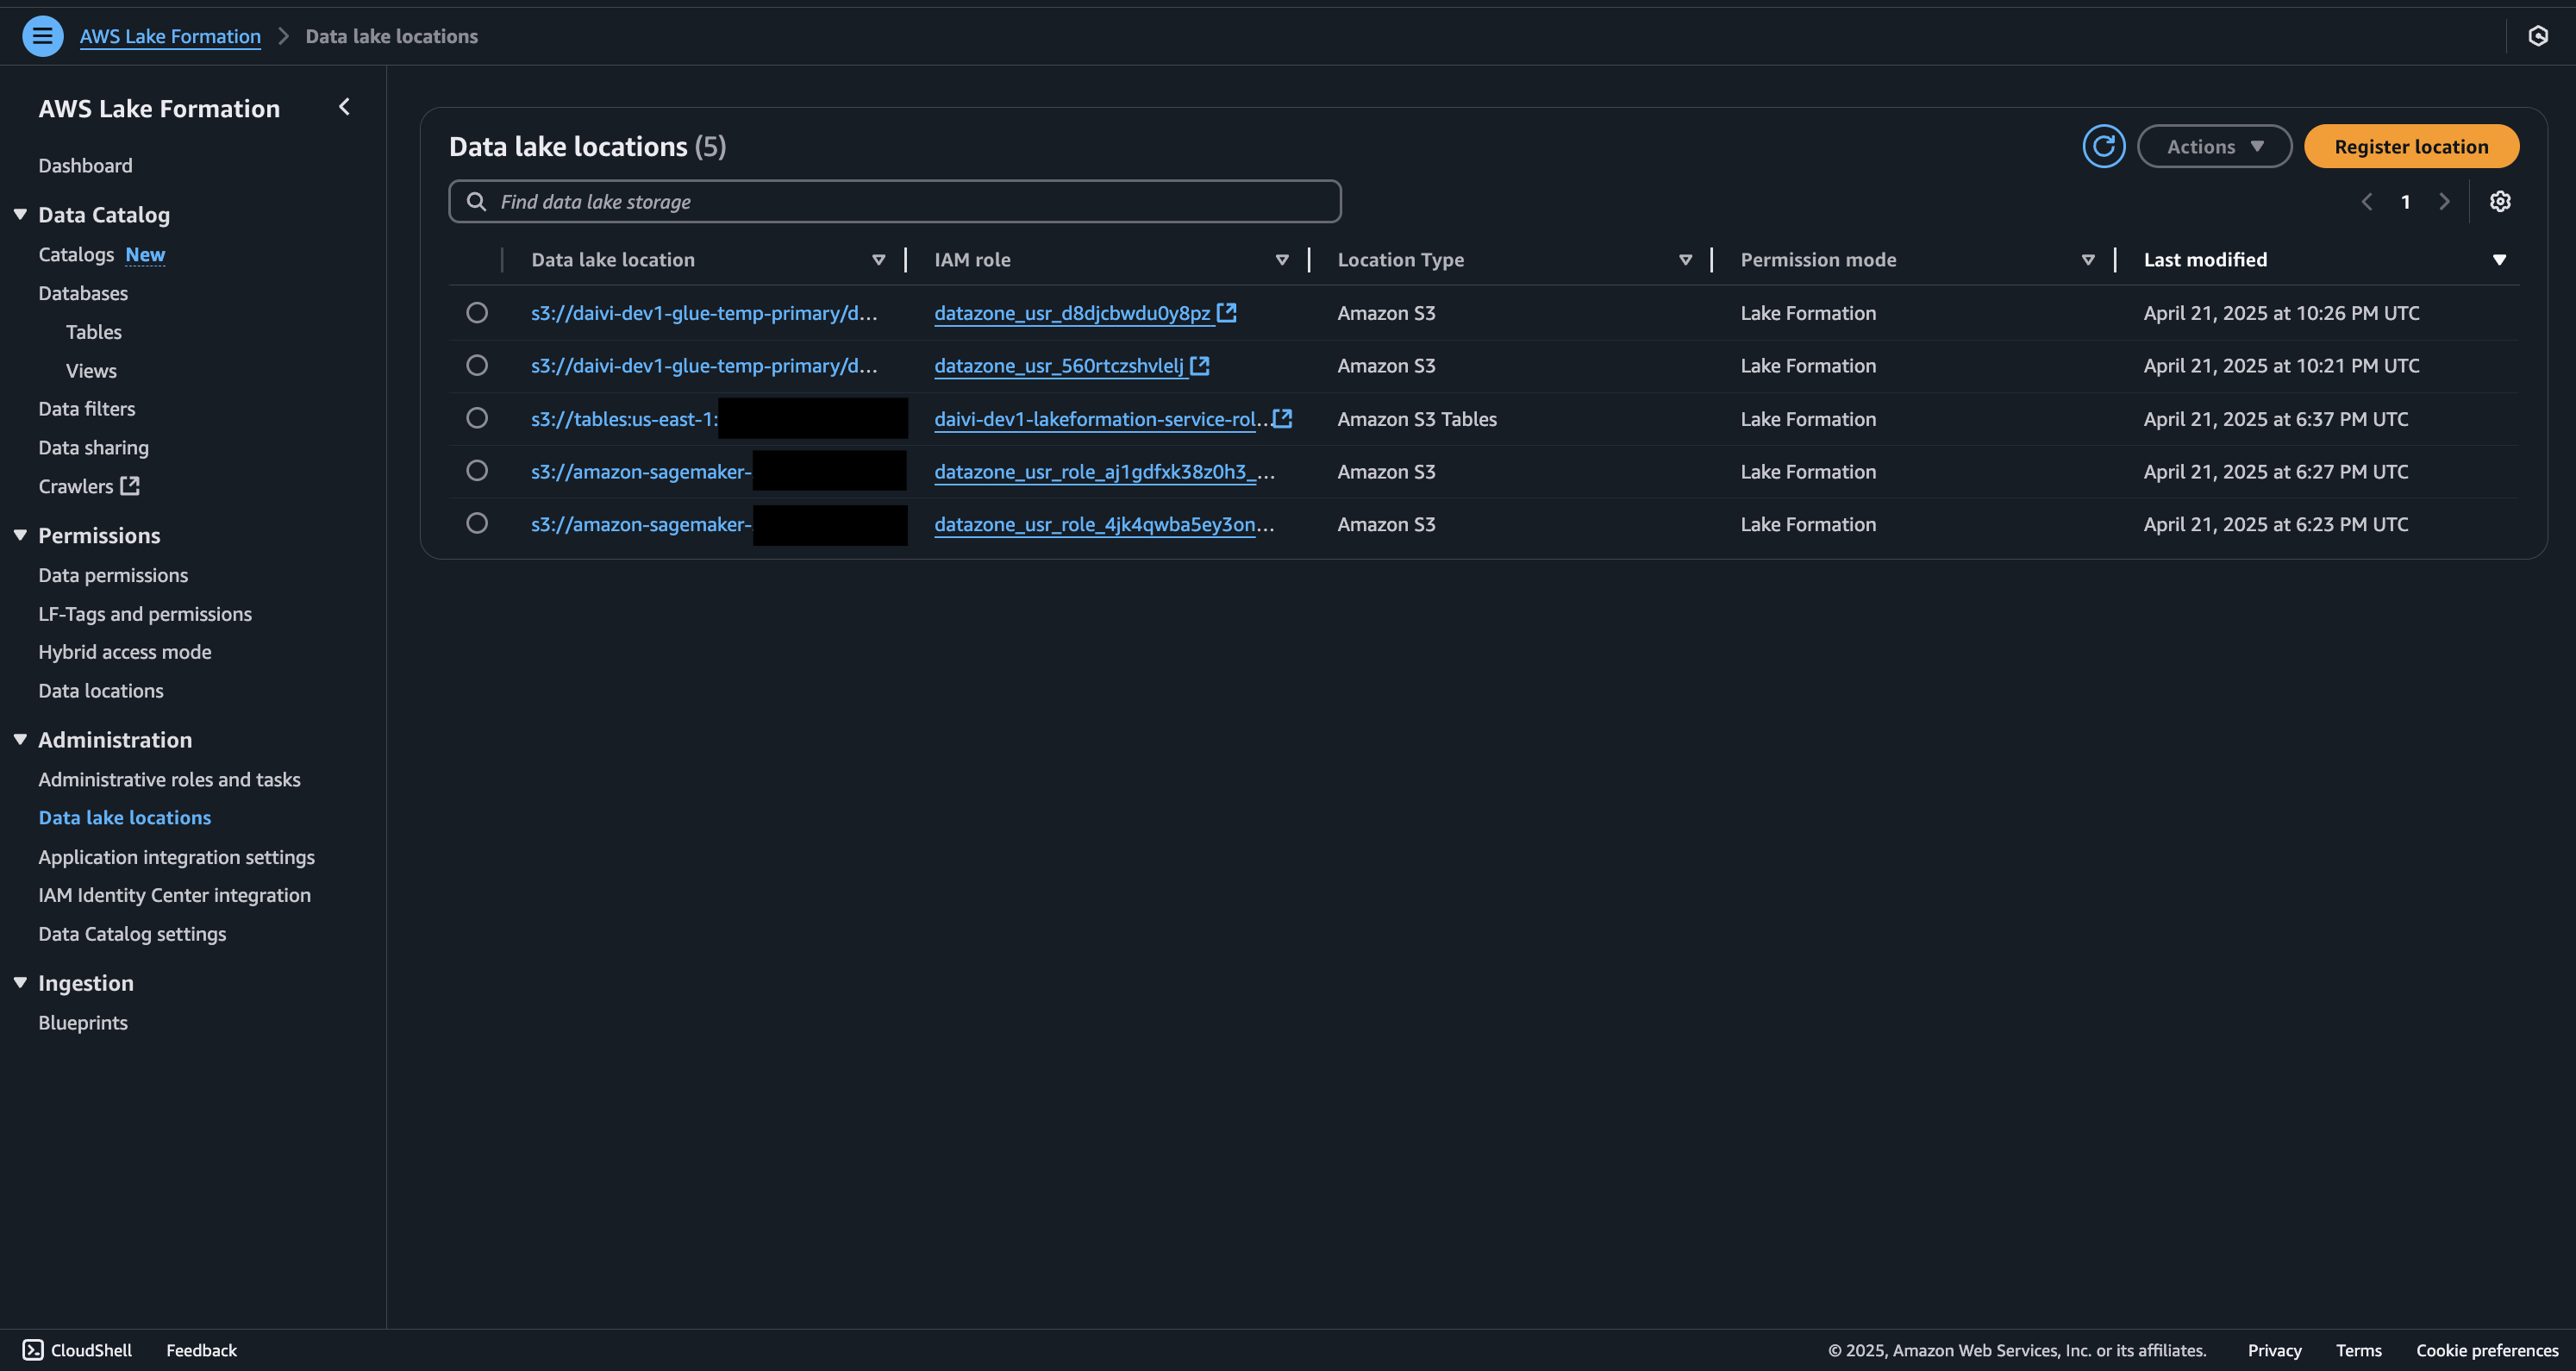 AWS Lake Formation > Data lake locations
AWS Lake Formation
Dashboard
Data Catalog
Catalogs New
Databases
Tables
Views
Data filters
Data sharing
Crawlers
Permissions
Data permissions
LF-Tags and permissions
Hybrid access mode
Data locations
Administration
Administrative roles and tasks
Data lake locations
Application integration settings
IAM Identity Center integration
Data Catalog settings
Ingestion
Blueprints
Data lake locations (5)
Actions
Register location
Find data lake storage
1
Data lake location IAM role Location Type Permission mode Last modified
s3://daivi-dev1-glue-temp-primary/d... datazone_usr_d8djcbwdu0y8pz Amazon S3 Lake Formation April 21, 2025 at 10:26 PM UTC
s3://daivi-dev1-glue-temp-primary/d... datazone_usr_560rtczshvlelj Amazon S3 Lake Formation April 21, 2025 at 10:21 PM UTC
s3://tables:us-east-1: daivi-dev1-lakeformation-service-rol... Amazon S3 Tables Lake Formation April 21, 2025 at 6:37 PM UTC
s3://amazon-sagemaker- datazone_usr_role_aj1gdfxk38z0h3_... Amazon S3 Lake Formation April 21, 2025 at 6:27 PM UTC
s3://amazon-sagemaker- datazone_usr_role_4jk4qwba5ey3on... Amazon S3 Lake Formation April 21, 2025 at 6:23 PM UTC
CloudShell Feedback © 2025, Amazon Web Services, Inc. or its affiliates. Privacy Terms Cookie preferences